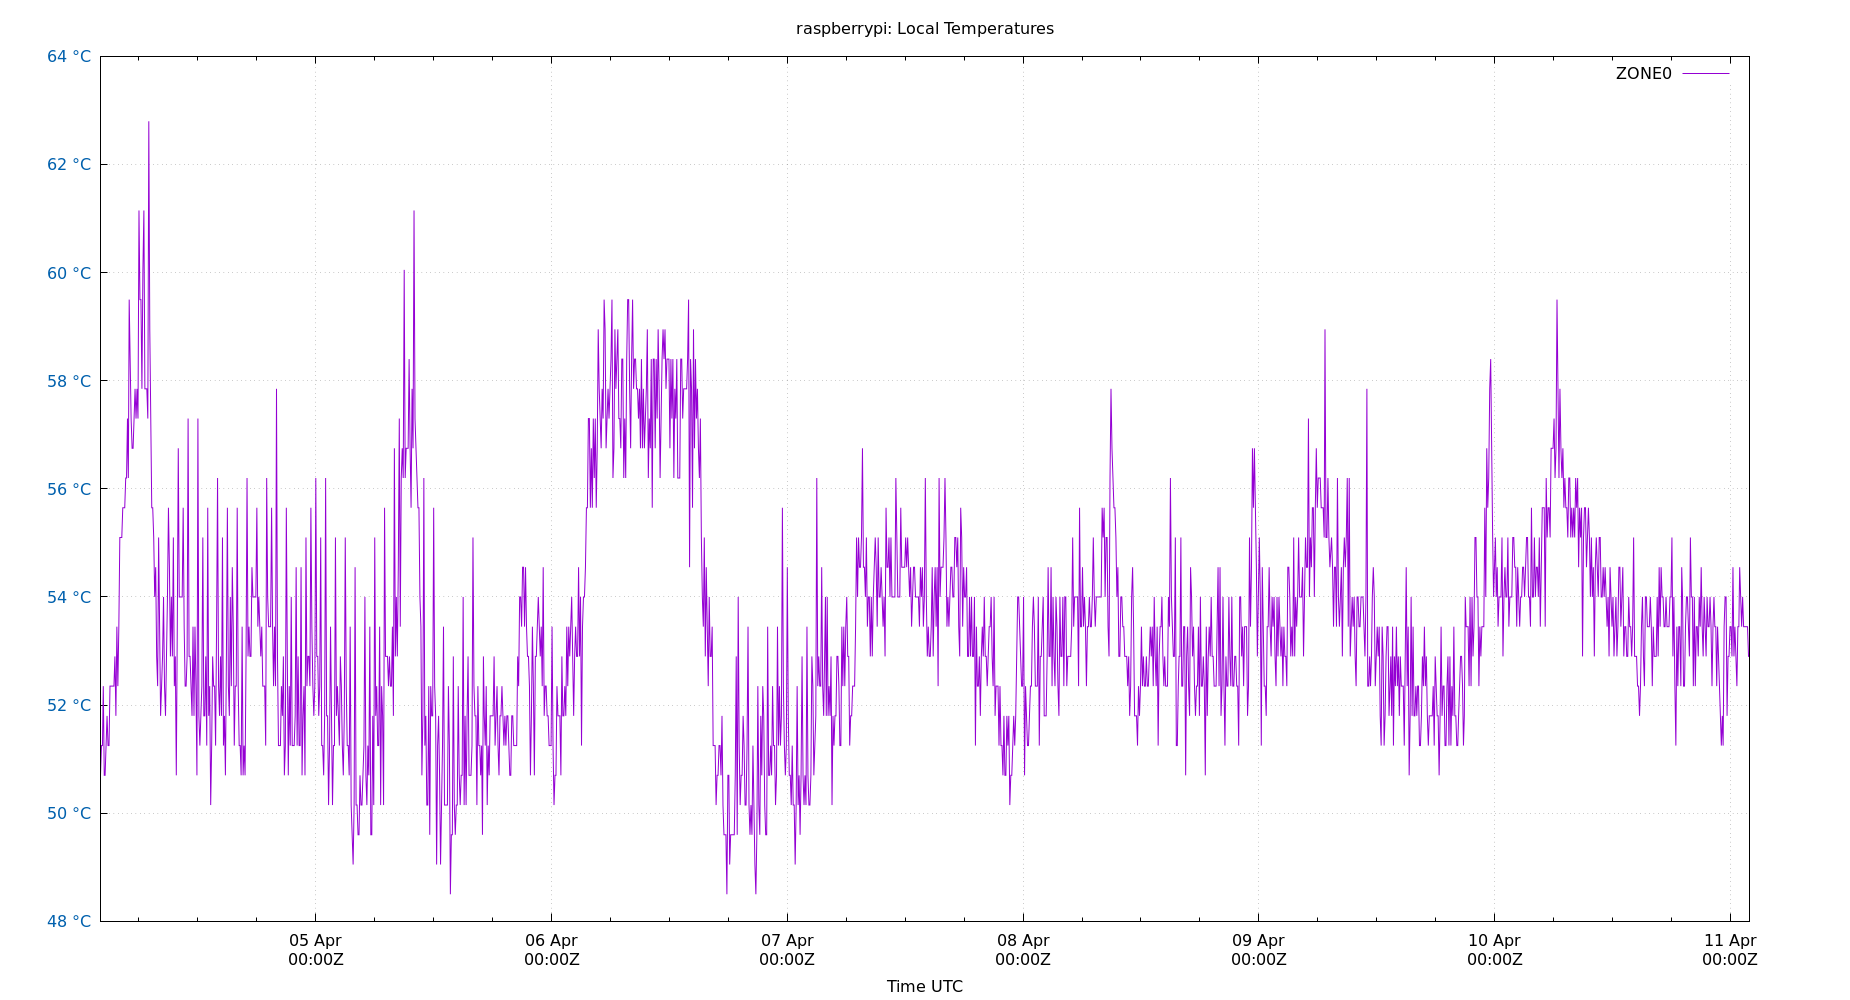 raspberrypi: Local Temperatures
64 °C
ZONE0
62 °C
60 °C
58 °C
56 °C
54 °C
52 °C
50 °C
48 °C
05 Apr 06 Apr 07 Apr 08 Apr 09 Apr 10 Apr 11 Apr
00:00Z 00:00Z 00:00Z 00:00Z 00:00Z 00:00Z 00:00Z
Time UTC